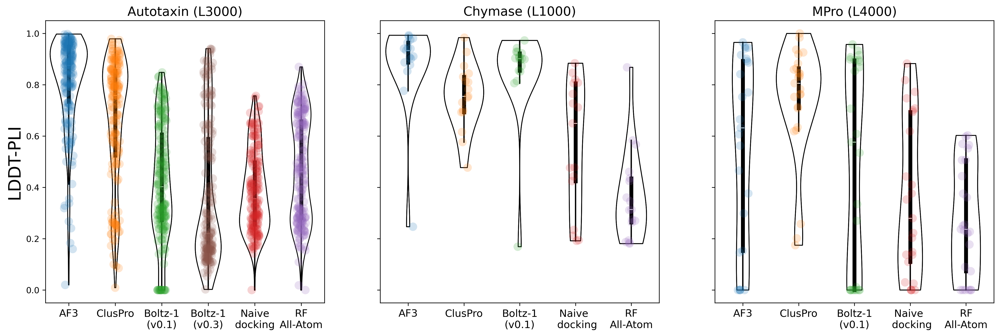 Autotaxin (L3000)
Chymase (L1000)
MPro (L4000)
LDDT-PLI
1.0
0.8
0.6
0.4
0.2
0.0
AF3
ClusPro
Boltz-1
(v0.1)
Boltz-1
(v0.3)
Naive
docking
RF
All-Atom
AF3
ClusPro
Boltz-1
(v0.1)
Naive
docking
RF
All-Atom
AF3
ClusPro
Boltz-1
(v0.1)
Naive
docking
RF
All-Atom